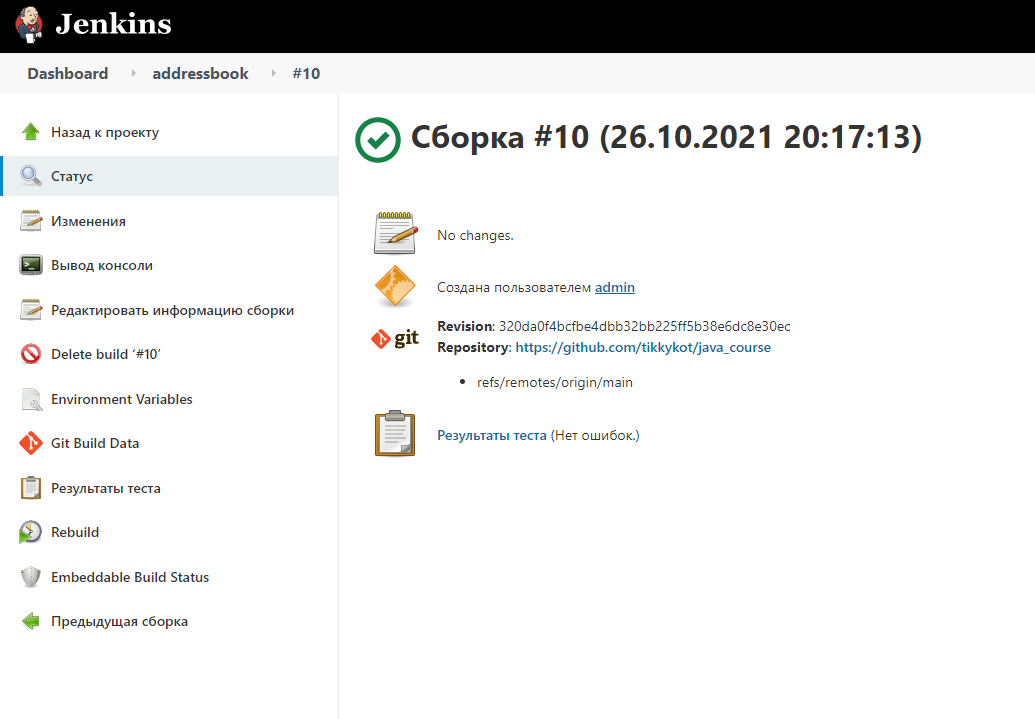 Jenkins
Dashboard addressbook #10
Назад к проекту
Статус
Изменения
Вывод консоли
Редактировать информацию сборки
Delete build ‘#10’
Environment Variables
Git Build Data
Результаты теста
Rebuild
Embeddable Build Status
Предыдущая сборка
Сборка #10 (26.10.2021 20:17:13)
No changes.
Создана пользователем admin
git
Revision: 320da0f4bcfbe4dbb32bb225ff5b38e6dc8e30ec
Repository: https://github.com/tikkykot/java_course
refs/remotes/origin/main
Результаты теста (Нет ошибок.)